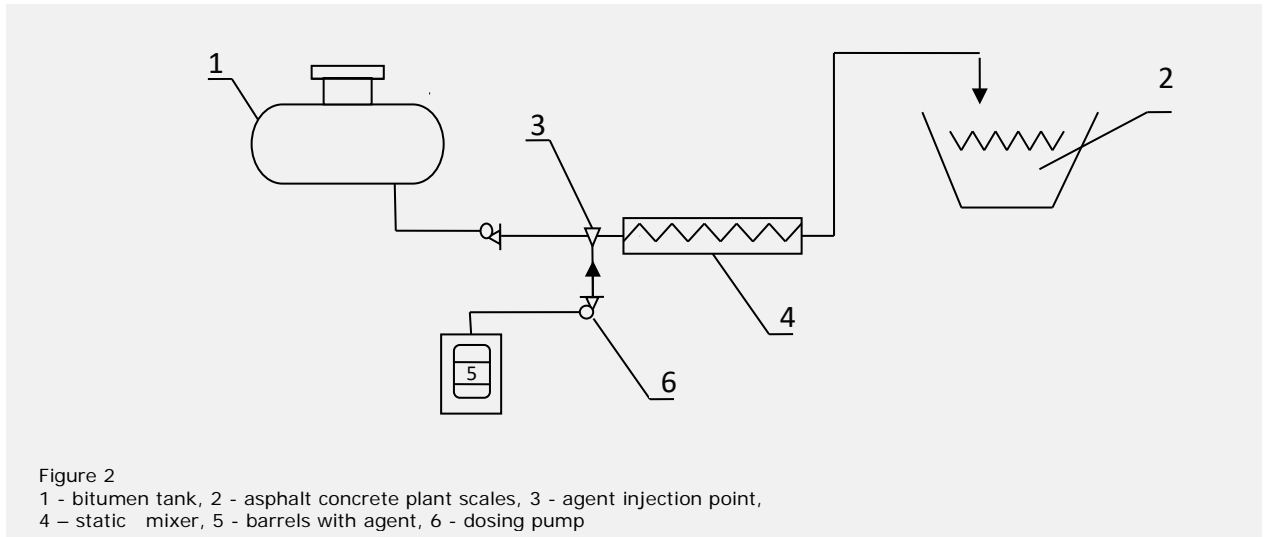 1
2
3
4
5
6
Figure 2
1 - bitumen tank, 2 - asphalt concrete plant scales, 3 - agent injection point,
4 – static mixer, 5 - barrels with agent, 6 - dosing pump